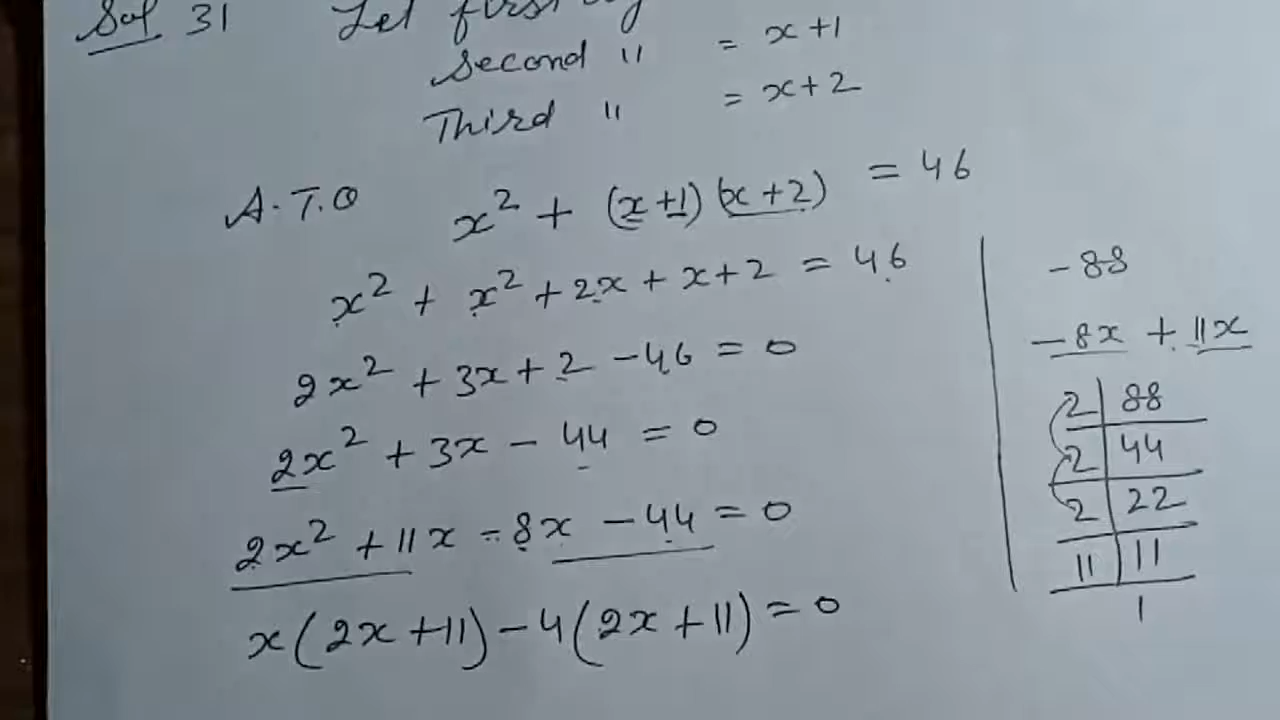 Sol 31 Let first
Second " = x+1
Third " = x+2
A.T.Q x² + (x+1)(x+2) = 46
x² + x² + 2x + x + 2 = 46
2x² + 3x + 2 - 46 = 0
2x² + 3x - 44 = 0
2x² + 11x - 8x - 44 = 0
x(2x+11) - 4(2x+11) = 0
-88
-8x + 11x
2 | 88
2 | 44
2 | 22
11 | 11
1